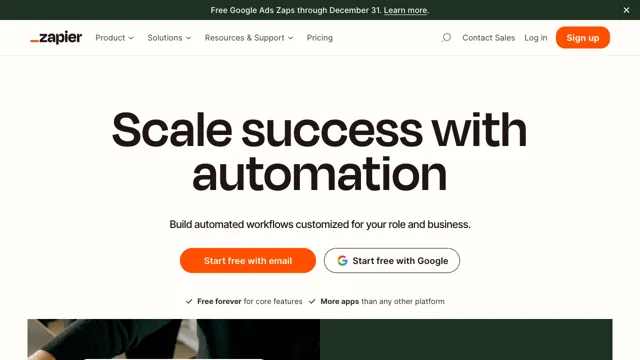 Free Google Ads Zaps through December 31. Learn more.
zapier Product Solutions Resources & Support Pricing Contact Sales Log in Sign up
Scale success with
automation
Build automated workflows customized for your role and business.
Start free with email Start free with Google
Free forever for core features More apps than any other platform